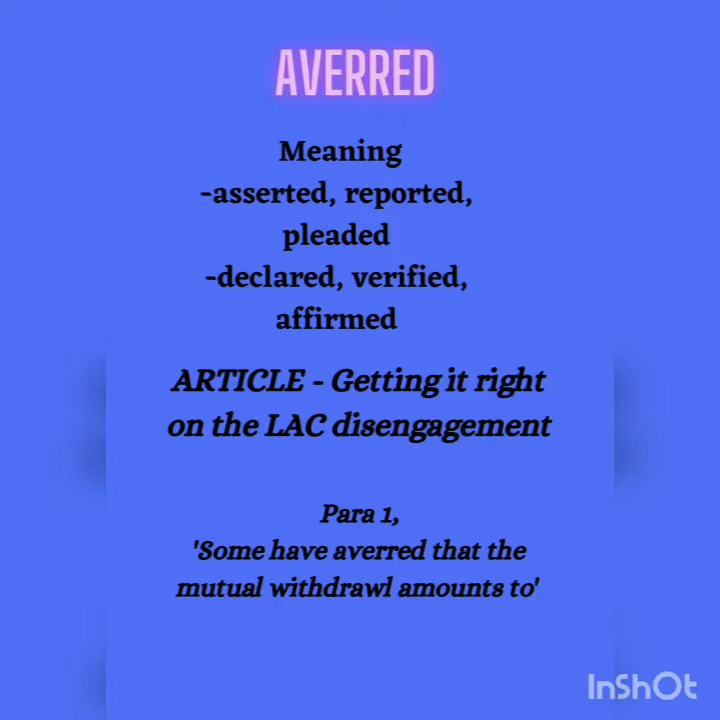 AVERRED
Meaning
-asserted, reported,
pleaded
-declared, verified,
affirmed
ARTICLE - Getting it right
on the LAC disengagement
Para 1,
'Some have averred that the
mutual withdrawl amounts to'
InShOt